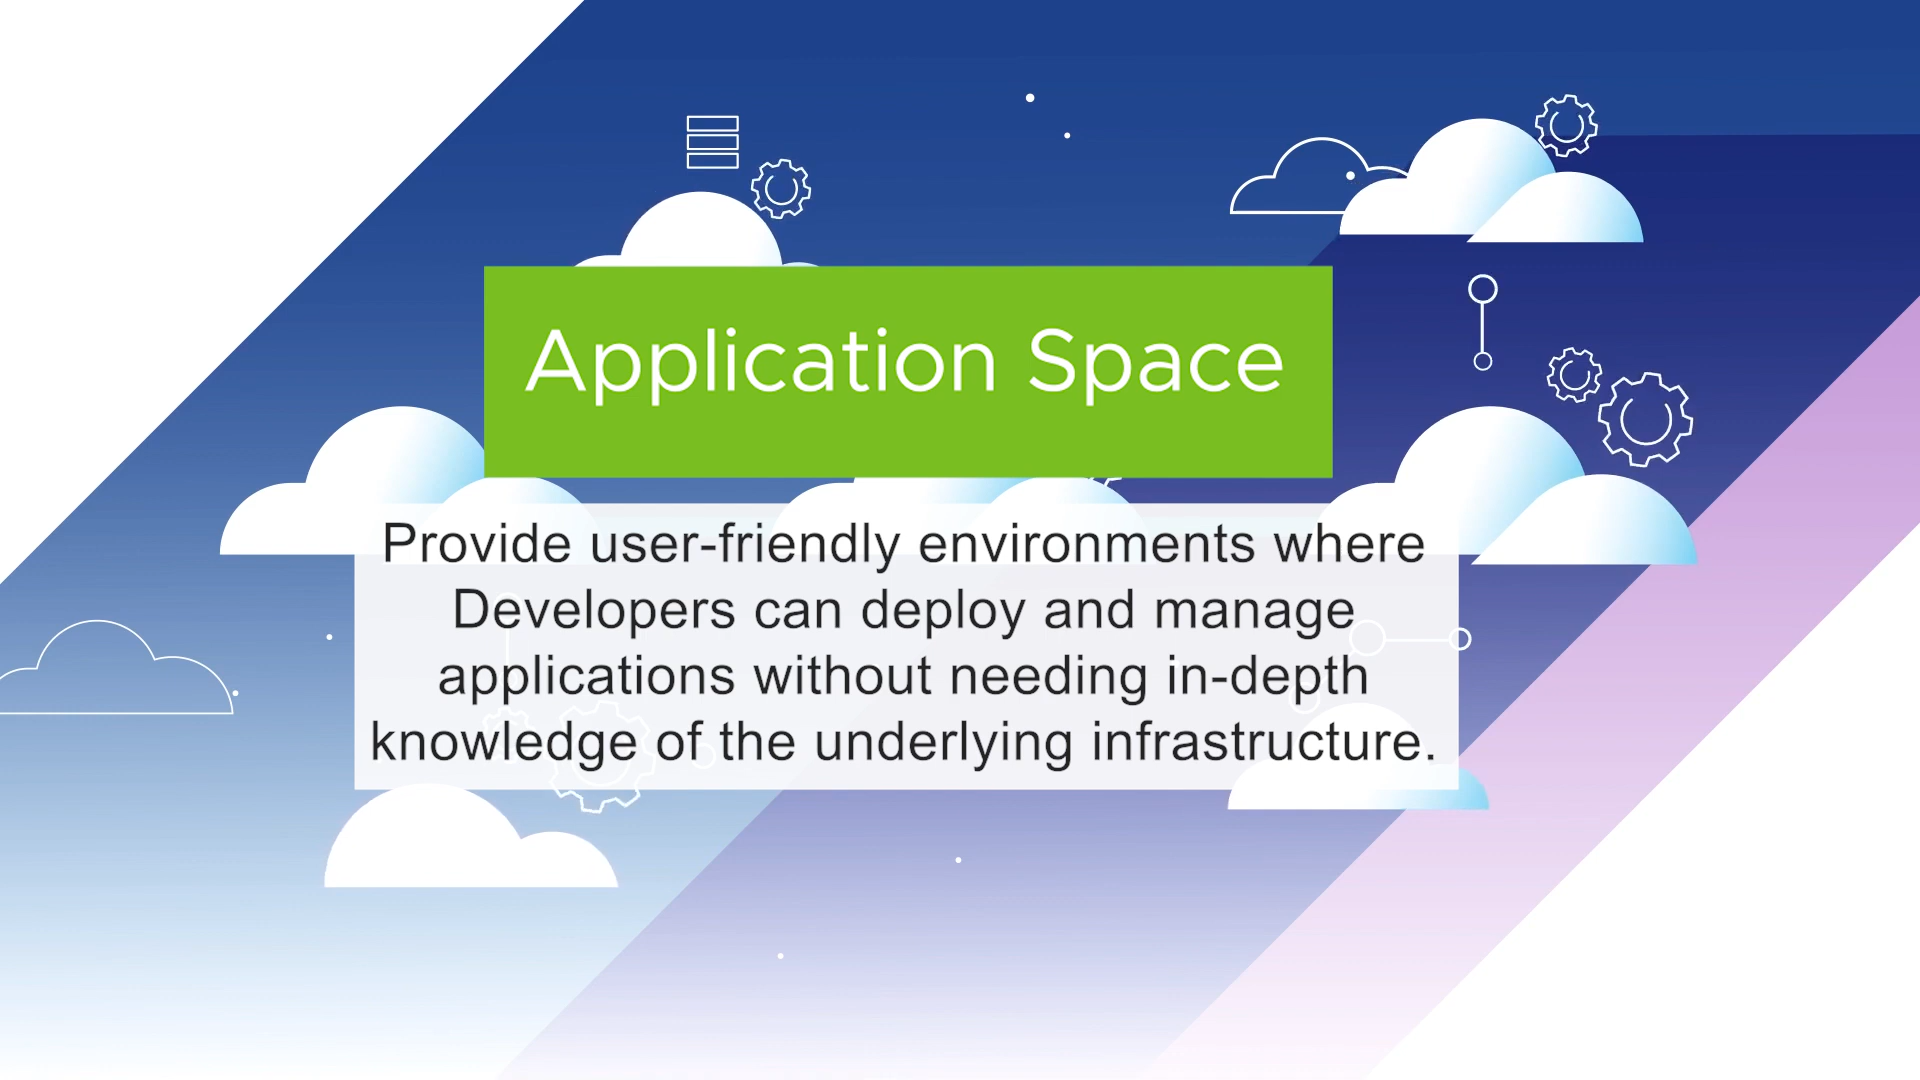 Application Space
Provide user-friendly environments where
Developers can deploy and manage
applications without needing in-depth
knowledge of the underlying infrastructure.